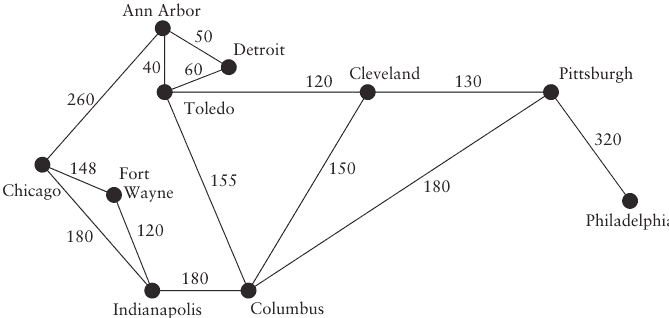 Ann Arbor
50
Detroit
40
60
120
Cleveland
130
Pittsburgh
Toledo
260
320
148
Fort
Wayne
Chicago
155
150
180
Philadelphia
180
120
180
Indianapolis
Columbus